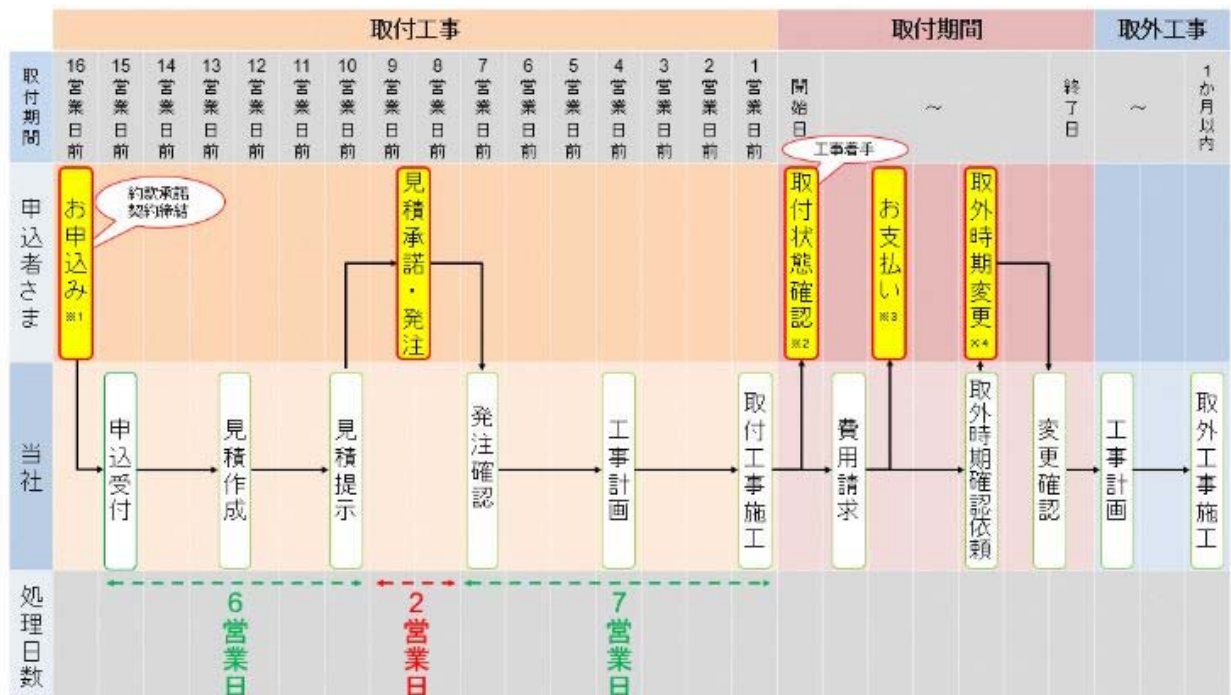 取付工事
取付期間
取外工事
取付期間
16営業日前
15営業日前
14営業日前
13営業日前
12営業日前
11営業日前
10営業日前
9営業日前
8営業日前
7営業日前
6営業日前
5営業日前
4営業日前
3営業日前
2営業日前
1営業日前
開始日
~
終了日
~
1か月以内
申込者さま
お申込み※1
約款承諾
契約締結
見積承諾・発注
工事着手
取付状態確認※2
お支払い※3
取外時期変更※4
当社
申込受付
見積作成
見積提示
発注確認
工事計画
取付工事施工
費用請求
取外時期確認依頼
変更確認
工事計画
取外工事施工
処理日数
6営業日
2営業日
7営業日